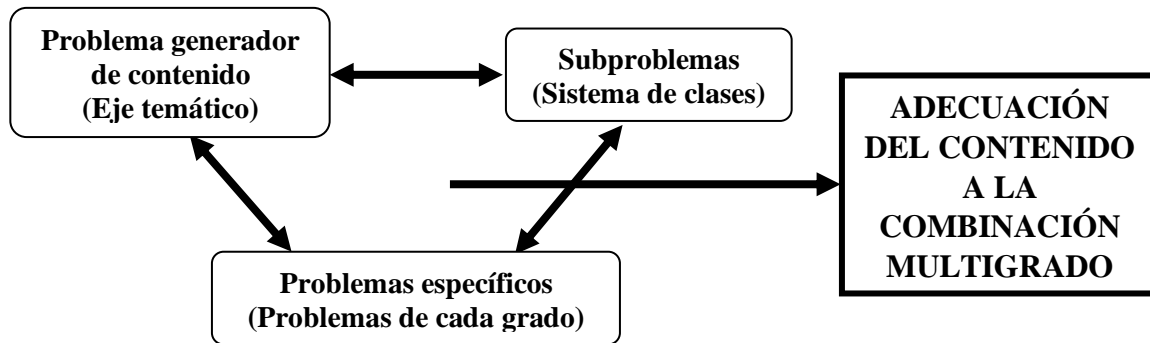 Problema generador
de contenido
(Eje temático)
Subproblemas
(Sistema de clases)
Problemas específicos
(Problemas de cada grado)
ADECUACIÓN
DEL CONTENIDO
A LA
COMBINACIÓN
MULTIGRADO